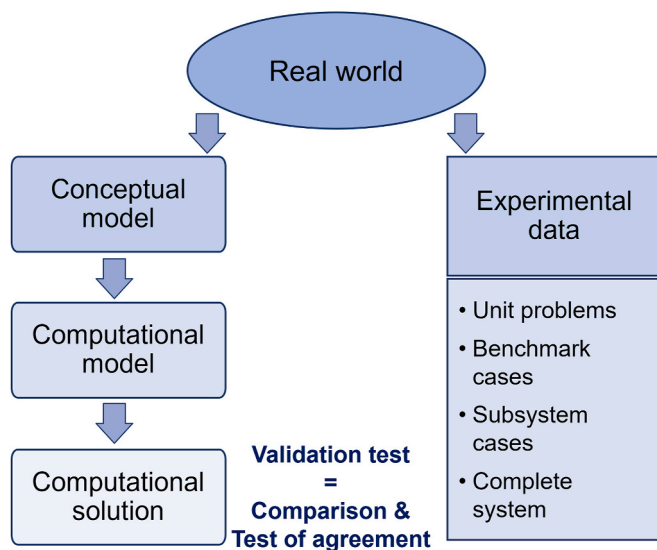 Real world
Conceptual
model
Computational
model
Computational
solution
Validation test
=
Comparison &
Test of agreement
Experimental
data
• Unit problems
• Benchmark
cases
• Subsystem
cases
• Complete
system